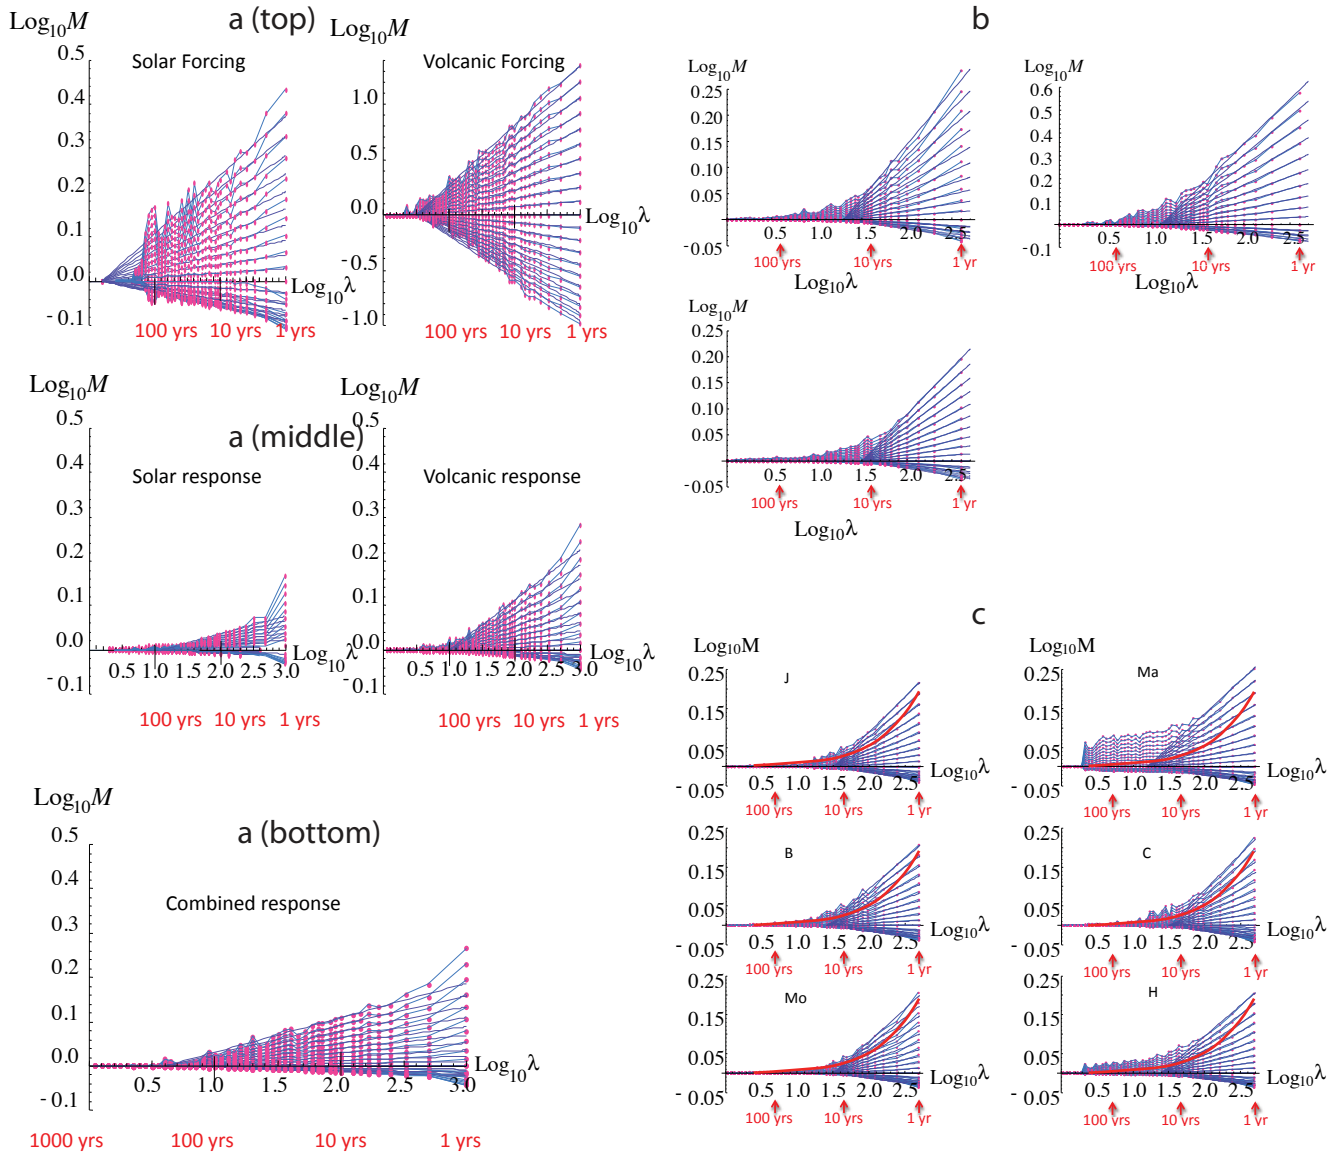 a (top)
Log10M
0.5
0.4
0.3
0.2
0.1
0.0
- 0.1
Solar Forcing
Log10λ
100 yrs 10 yrs 1 yrs
Log10M
1.0
0.5
0.0
-0.5
-1.0
Volcanic Forcing
Log10λ
100 yrs 10 yrs 1 yrs
a (middle)
Log10M
0.5
0.4
0.3
0.2
0.1
0.0
- 0.1
Solar response
Log10λ
0.5 1.0 1.5 2.0 2.5 3.0
100 yrs 10 yrs 1 yrs
Log10M
0.5
0.4
0.3
0.2
0.1
0.0
- 0.1
Volcanic response
Log10λ
0.5 1.0 1.5 2.0 2.5 3.0
100 yrs 10 yrs 1 yrs
a (bottom)
Log10M
0.5
0.4
0.3
0.2
0.1
0.0
- 0.1
Combined response
Log10λ
0.5 1.0 2.0 2.5 3.0
1000 yrs 100 yrs 10 yrs 1 yrs
b
Log10M
0.25
0.20
0.15
0.10
0.05
0.00
-0.05
0.5 1.0 1.5 2.0 2.5
100 yrs 10 yrs 1 yr
Log10λ
Log10M
0.6
0.5
0.4
0.3
0.2
0.10
0.0
-0.1
0.5 1.0 1.5 2.0 2.5
100 yrs 10 yrs 1 yr
Log10λ
Log10M
0.25
0.20
0.15
0.10
0.05
0.00
-0.05
0.5 1.0 1.5 2.0 2.5
100 yrs 10 yrs 1 yr
Log10λ
c
Log10M
0.25
0.15
0.05
- 0.05
J
0.5 1.0 1.5 2.0 2.5
Log10λ
100 yrs 10 yrs 1 yr
Log10M
0.25
0.15
0.05
- 0.05
Ma
0.5 1.0 1.5 2.0 2.5
Log10λ
100 yrs 10 yrs 1 yr
0.25
0.15
0.05
- 0.05
B
0.5 1.0 1.5 2.0 2.5
Log10λ
100 yrs 10 yrs 1 yr
0.25
0.15
0.05
- 0.05
C
0.5 1.0 1.5 2.0 2.5
Log10λ
100 yrs 10 yrs 1 yr
0.25
0.15
0.05
- 0.05
Mo
0.5 1.0 1.5 2.0 2.5
Log10λ
100 yrs 10 yrs 1 yr
0.25
0.15
0.05
- 0.05
H
0.5 1.0 1.5 2.0 2.5
Log10λ
100 yrs 10 yrs 1 yr